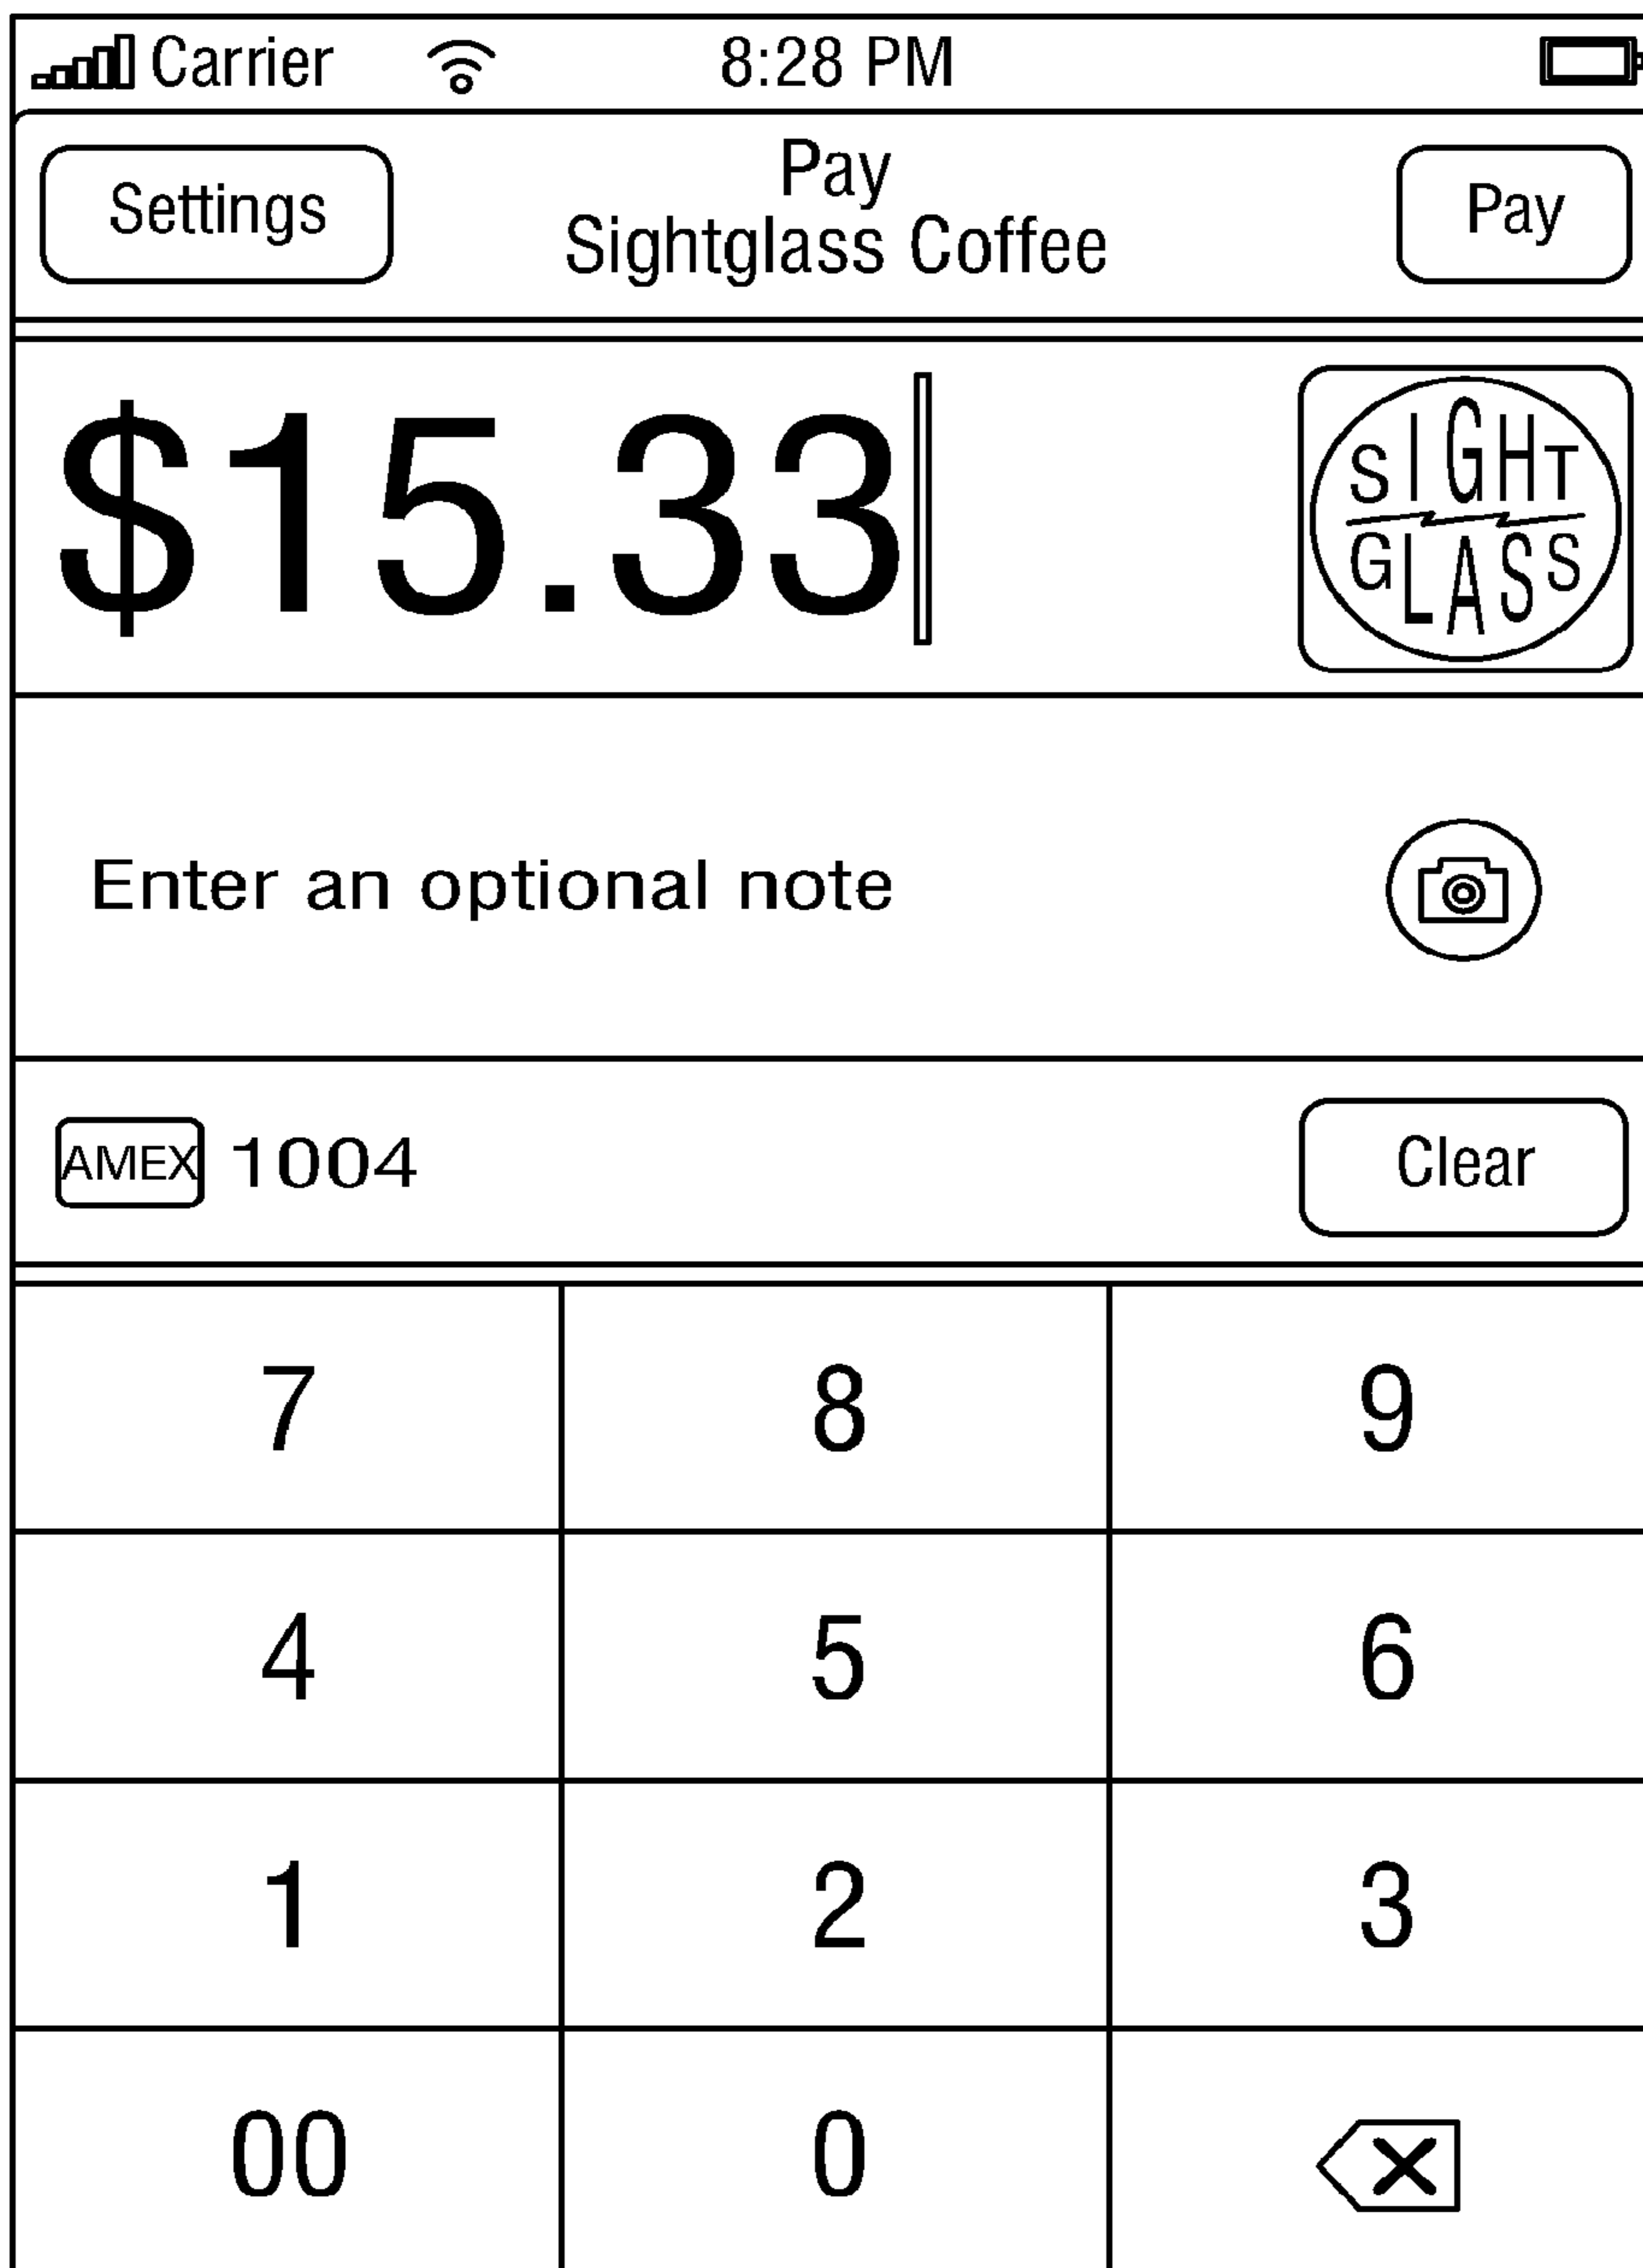 Carrier 8:28 PM
Settings
Pay
Sightglass Coffee
Pay
$15.33
SIGHT
GLASS
Enter an optional note
AMEX 1004
Clear
7 8 9
4 5 6
1 2 3
00 0